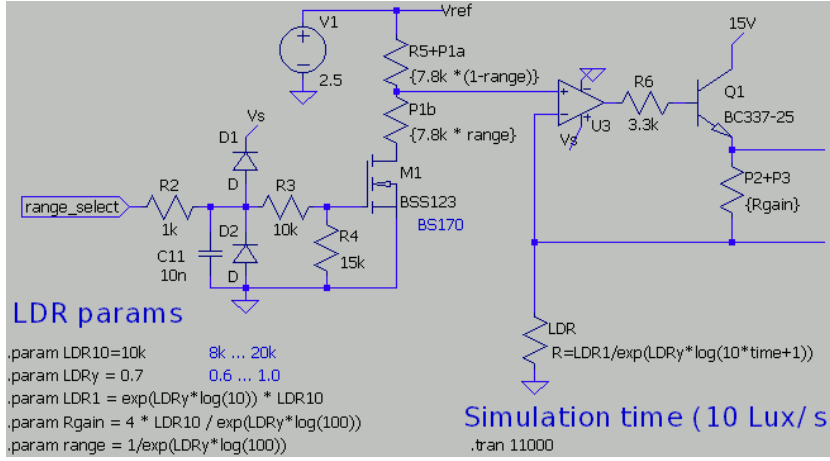 V1
Vref
2.5
R5+P1a
{7.8k *(1-range)}
15V
P1b
{7.8k * range}
R6
3.3k
U3
Vs
Q1
BC337-25
Vs
D1
D
M1
BSS123
BS170
P2+P3
{Rgain}
range_select
R2
1k
R3
10k
D2
D
R4
15k
C11
10n
LDR
R=LDR1/exp(LDRy*log(10*time+1))
LDR params
.param LDR10=10k 8k ... 20k
.param LDRy = 0.7 0.6 ... 1.0
.param LDR1 = exp(LDRy*log(10)) * LDR10
.param Rgain = 4 * LDR10 / exp(LDRy*log(100))
.param range = 1/exp(LDRy*log(100))
Simulation time (10 Lux/s
.tran 11000